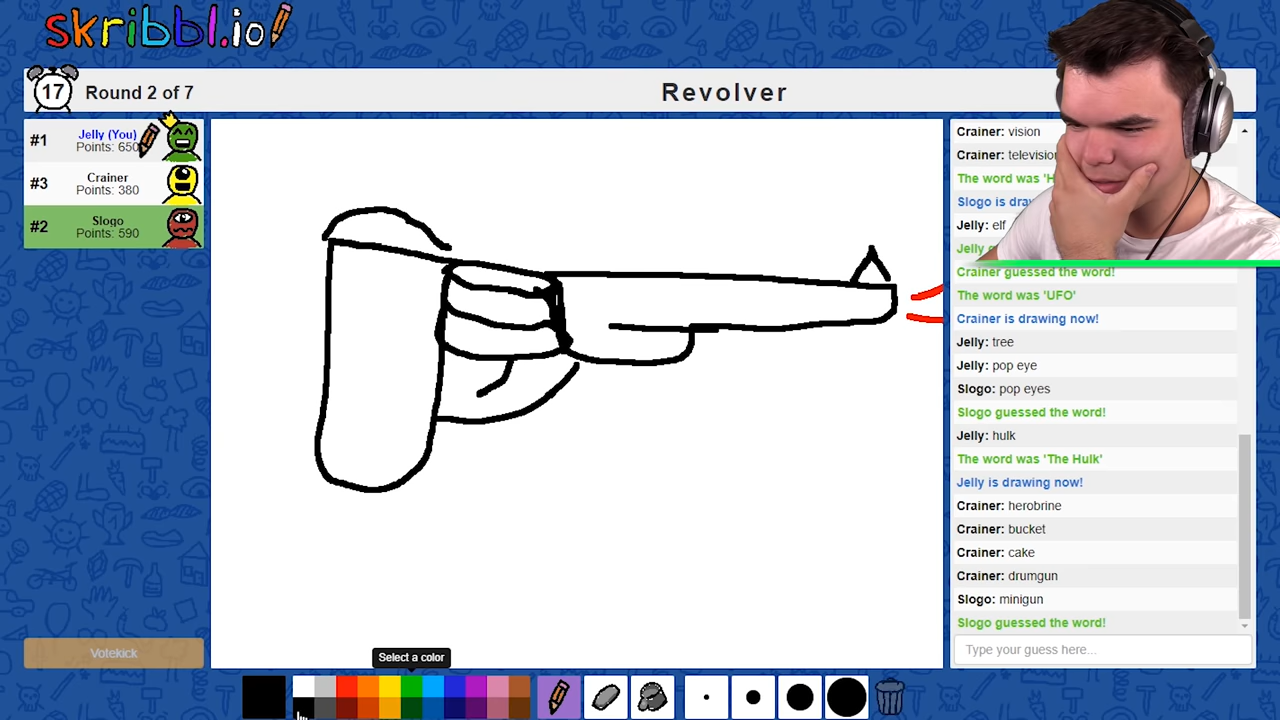 skribbl.io
17
Round 2 of 7
Revolver
#1
Jelly (You)
Points: 650
#3
Crainer
Points: 380
#2
Slogo
Points: 590
Votekick
Select a color
Crainer: vision
Crainer:
The word was
Slogo is
Jelly: elf
Jelly
Crainer guessed the word!
The word was 'UFO'
Crainer is drawing now!
Jelly: tree
Jelly: pop eye
Slogo: pop eyes
Slogo guessed the word!
Jelly: hulk
The word was 'The Hulk'
Jelly is drawing now!
Crainer: herobrine
Crainer: bucket
Crainer: cake
Crainer: drumgun
Slogo: minigun
Slogo guessed the word!
Type your guess here...